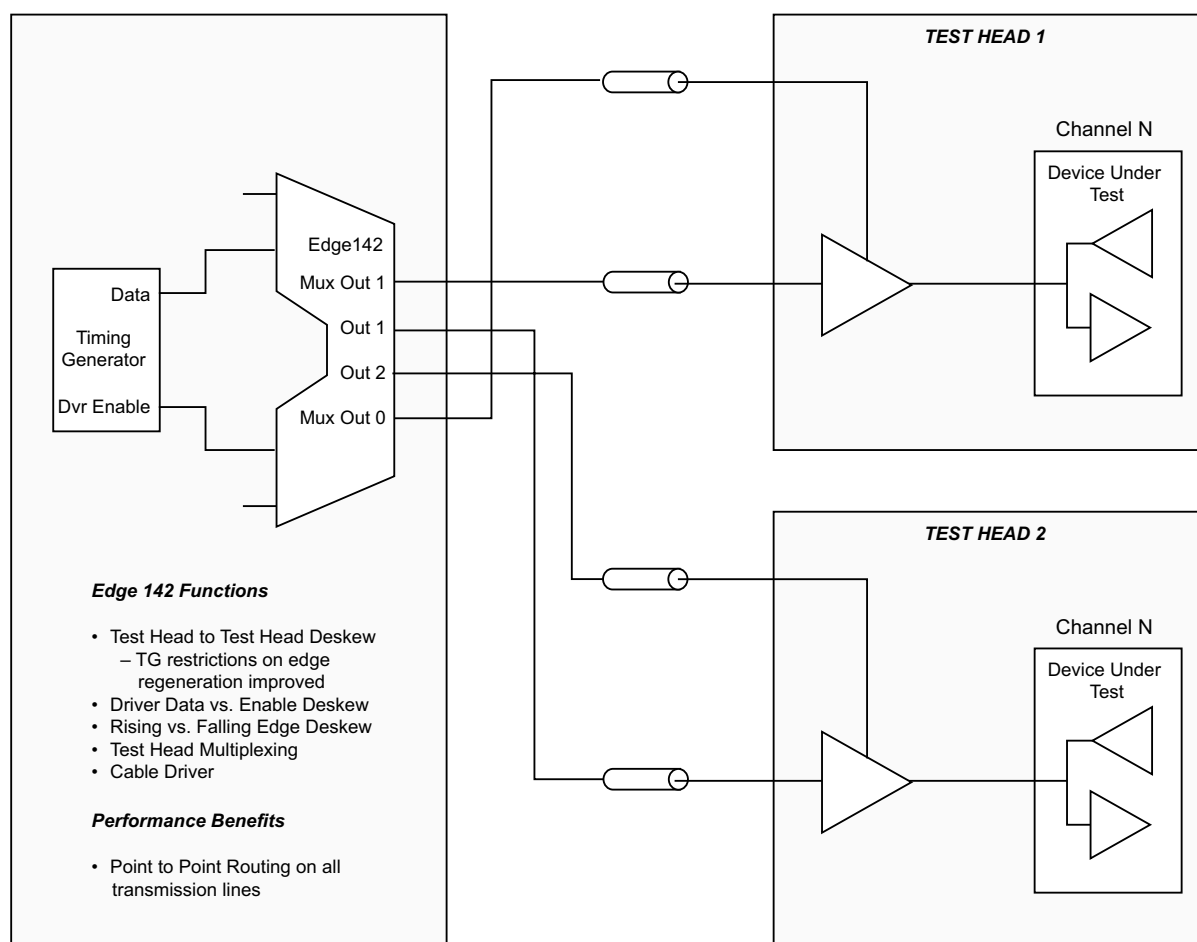 TEST HEAD 1
Channel N
Device Under
Test
Edge142
Mux Out 1
Out 1
Out 2
Mux Out 0
Data
Timing
Generator
Dvr Enable
TEST HEAD 2
Channel N
Device Under
Test
Edge 142 Functions
• Test Head to Test Head Deskew
– TG restrictions on edge
regeneration improved
• Driver Data vs. Enable Deskew
• Rising vs. Falling Edge Deskew
• Test Head Multiplexing
• Cable Driver
Performance Benefits
• Point to Point Routing on all
transmission lines